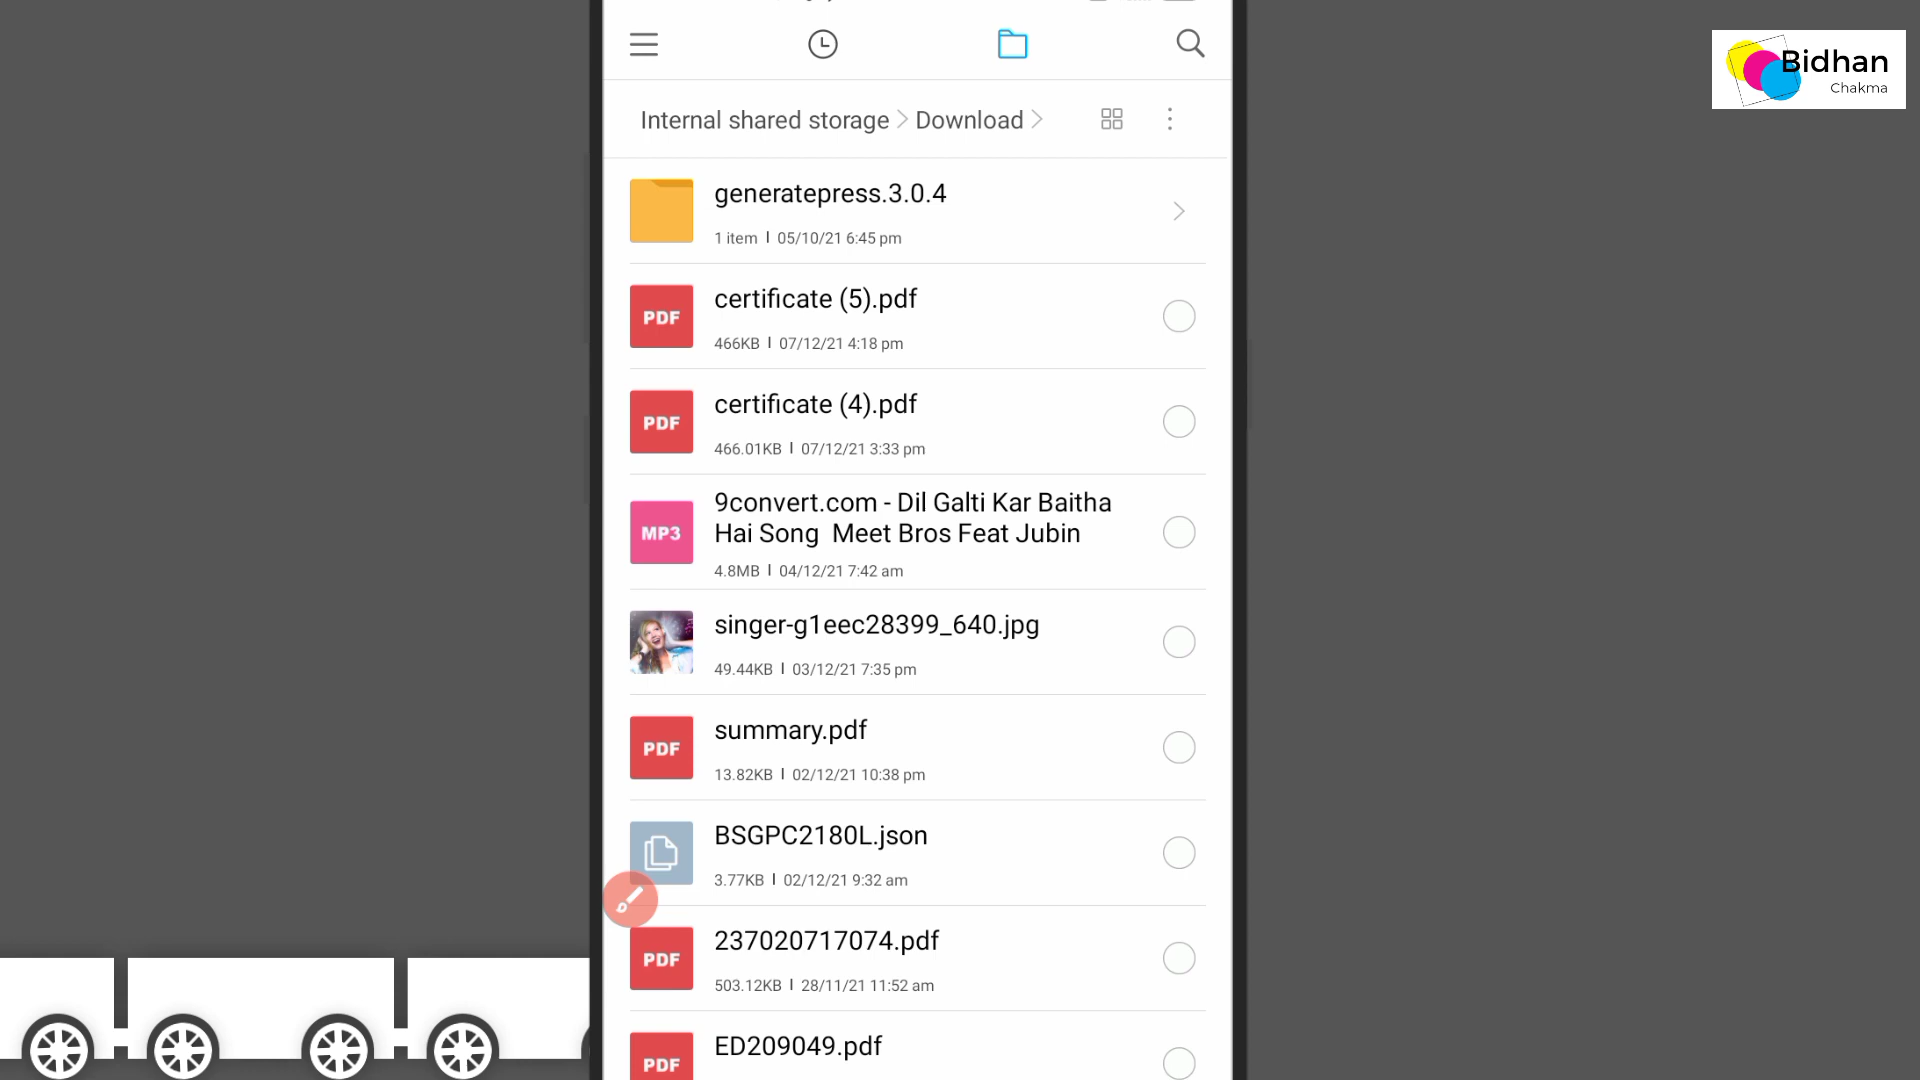 Bidhan
Chakma
Internal shared storage > Download >
generatepress.3.0.4
1 item | 05/10/21 6:45 pm
PDF
certificate (5).pdf
466KB | 07/12/21 4:18 pm
PDF
certificate (4).pdf
466.01KB | 07/12/21 3:33 pm
MP3
9convert.com - Dil Galti Kar Baitha
Hai Song  Meet Bros Feat Jubin
4.8MB | 04/12/21 7:42 am
singer-g1eec28399_640.jpg
49.44KB | 03/12/21 7:35 pm
PDF
summary.pdf
13.82KB | 02/12/21 10:38 pm
BSGPC2180L.json
3.77KB | 02/12/21 9:32 am
PDF
237020717074.pdf
503.12KB | 28/11/21 11:52 am
PDF
ED209049.pdf